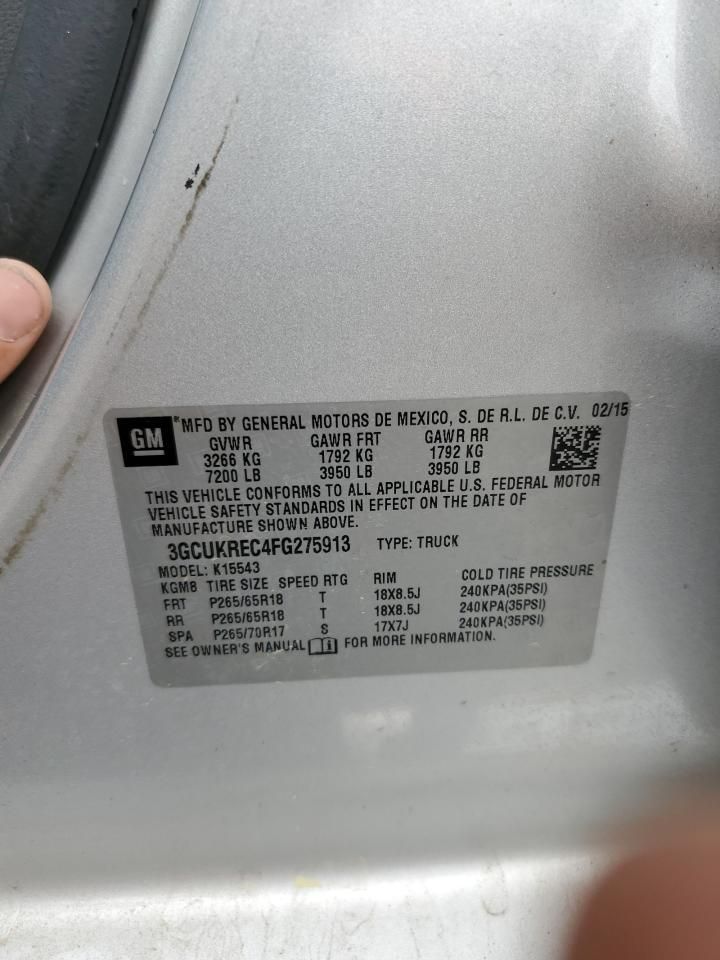 GM *MFD BY GENERAL MOTORS DE MEXICO, S. DE R.L. DE C.V. 02/15
GVWR GAWR FRT GAWR RR
3266 KG 1792 KG 1792 KG
7200 LB 3950 LB 3950 LB
THIS VEHICLE CONFORMS TO ALL APPLICABLE U.S. FEDERAL MOTOR
VEHICLE SAFETY STANDARDS IN EFFECT ON THE DATE OF
MANUFACTURE SHOWN ABOVE.
3GCUKREC4FG275913 TYPE: TRUCK
MODEL: K15543
KGM8 TIRE SIZE SPEED RTG RIM COLD TIRE PRESSURE
FRT P265/65R18 T 18X8.5J 240KPA(35PSI)
RR P265/65R18 T 18X8.5J 240KPA(35PSI)
SPA P265/70R17 S 17X7J 240KPA(35PSI)
SEE OWNER'S MANUAL FOR MORE INFORMATION.